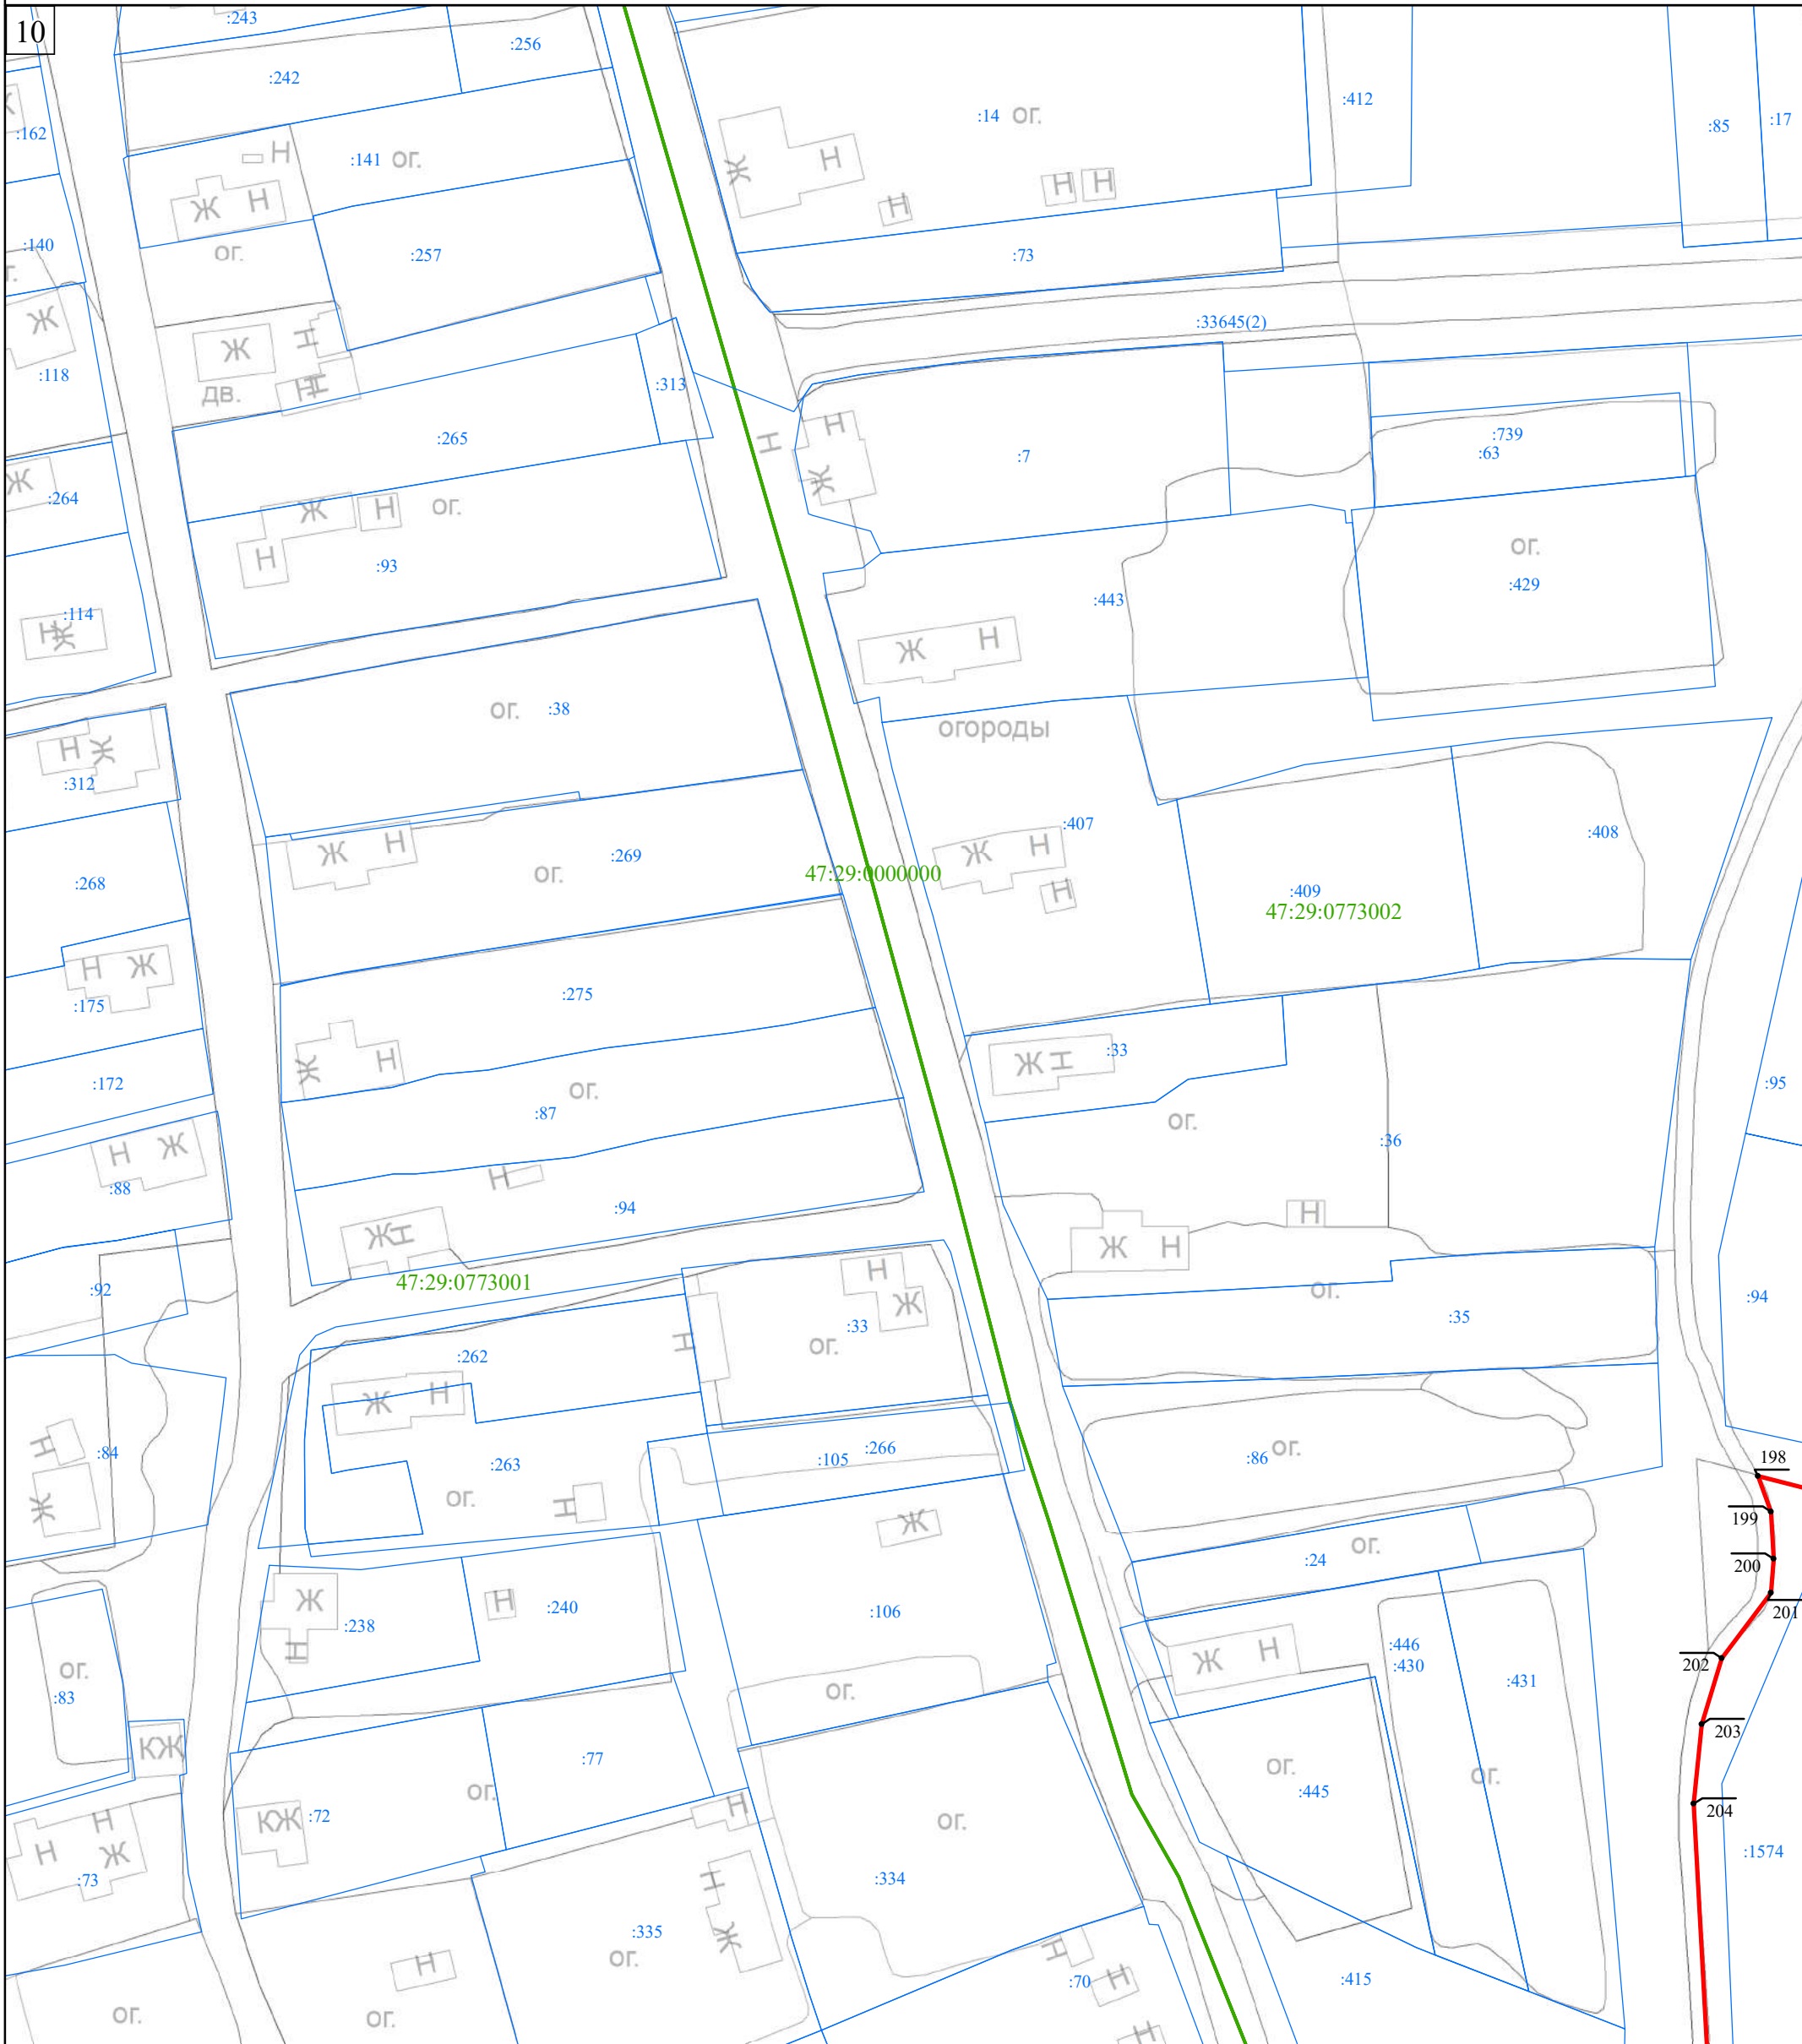 10
:243
:256
:242
:14 ог.
:412
:85
:17
Ж
:162
Н
:141 ог.
Ж Н
Ж Н
Н Н
Н
:140
ог.
:257
:73
г.
Ж
:33645(2)
Ж
Н
Н
Н
дв.
:118
:313
:265
Н
Н
Ж
:7
:739
:63
Ж
:264
Ж Н
ог.
Н
:93
ог.
:429
:443
:114
Н
Ж
Ж Н
ог. :38
огороды
Н Ж
:312
:407
:408
Ж Н
ог.
:269
Ж Н
Н
47:29:0000000
:409
47:29:0773002
:268
Н Ж
:175
:275
Ж Н
ог.
Ж Н
:33
:172
:87
ог.
:36
:95
Н Ж
:88
Н
:94
Ж Н
Н
Ж Н
47:29:0773001
:92
Н
Ж
:33
ог.
Н
ог.
:35
:94
:262
Ж Н
:84
Н
Ж
:263
ог.
Н
:105
:266
:86 ог.
198
199
200
201
202
203
204
Ж
:24
ог.
Ж
Н
:238
Н
:240
:106
ог.
:83
:446
:430
Ж Н
:431
ог.
КЖ
:77
ог.
:72
КЖ
Н
ог.
ог.
:445
ог.
Н
Н
Ж
:73
:334
:1574
Н
Ж
:335
ог.
Н
Н
:70
Н
:415
ог.
ог.
Н